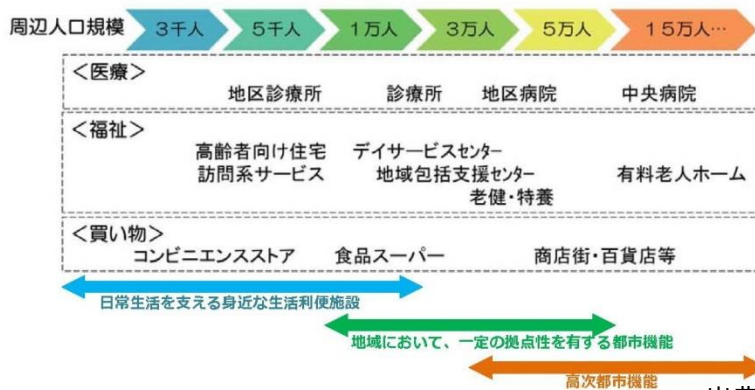 周辺人口規模 3千人 5千人 1万人 3万人 5万人 15万人…
＜医療＞
地区診療所 診療所 地区病院 中央病院
＜福祉＞
高齢者向け住宅 デイサービスセンター
訪問系サービス 地域包括支援センター 有料老人ホーム
老健・特養
＜買い物＞
コンビニエンスストア 食品スーパー 商店街・百貨店等
日常生活を支える身近な生活利便施設
地域において、一定の拠点性を有する都市機能
高次都市機能